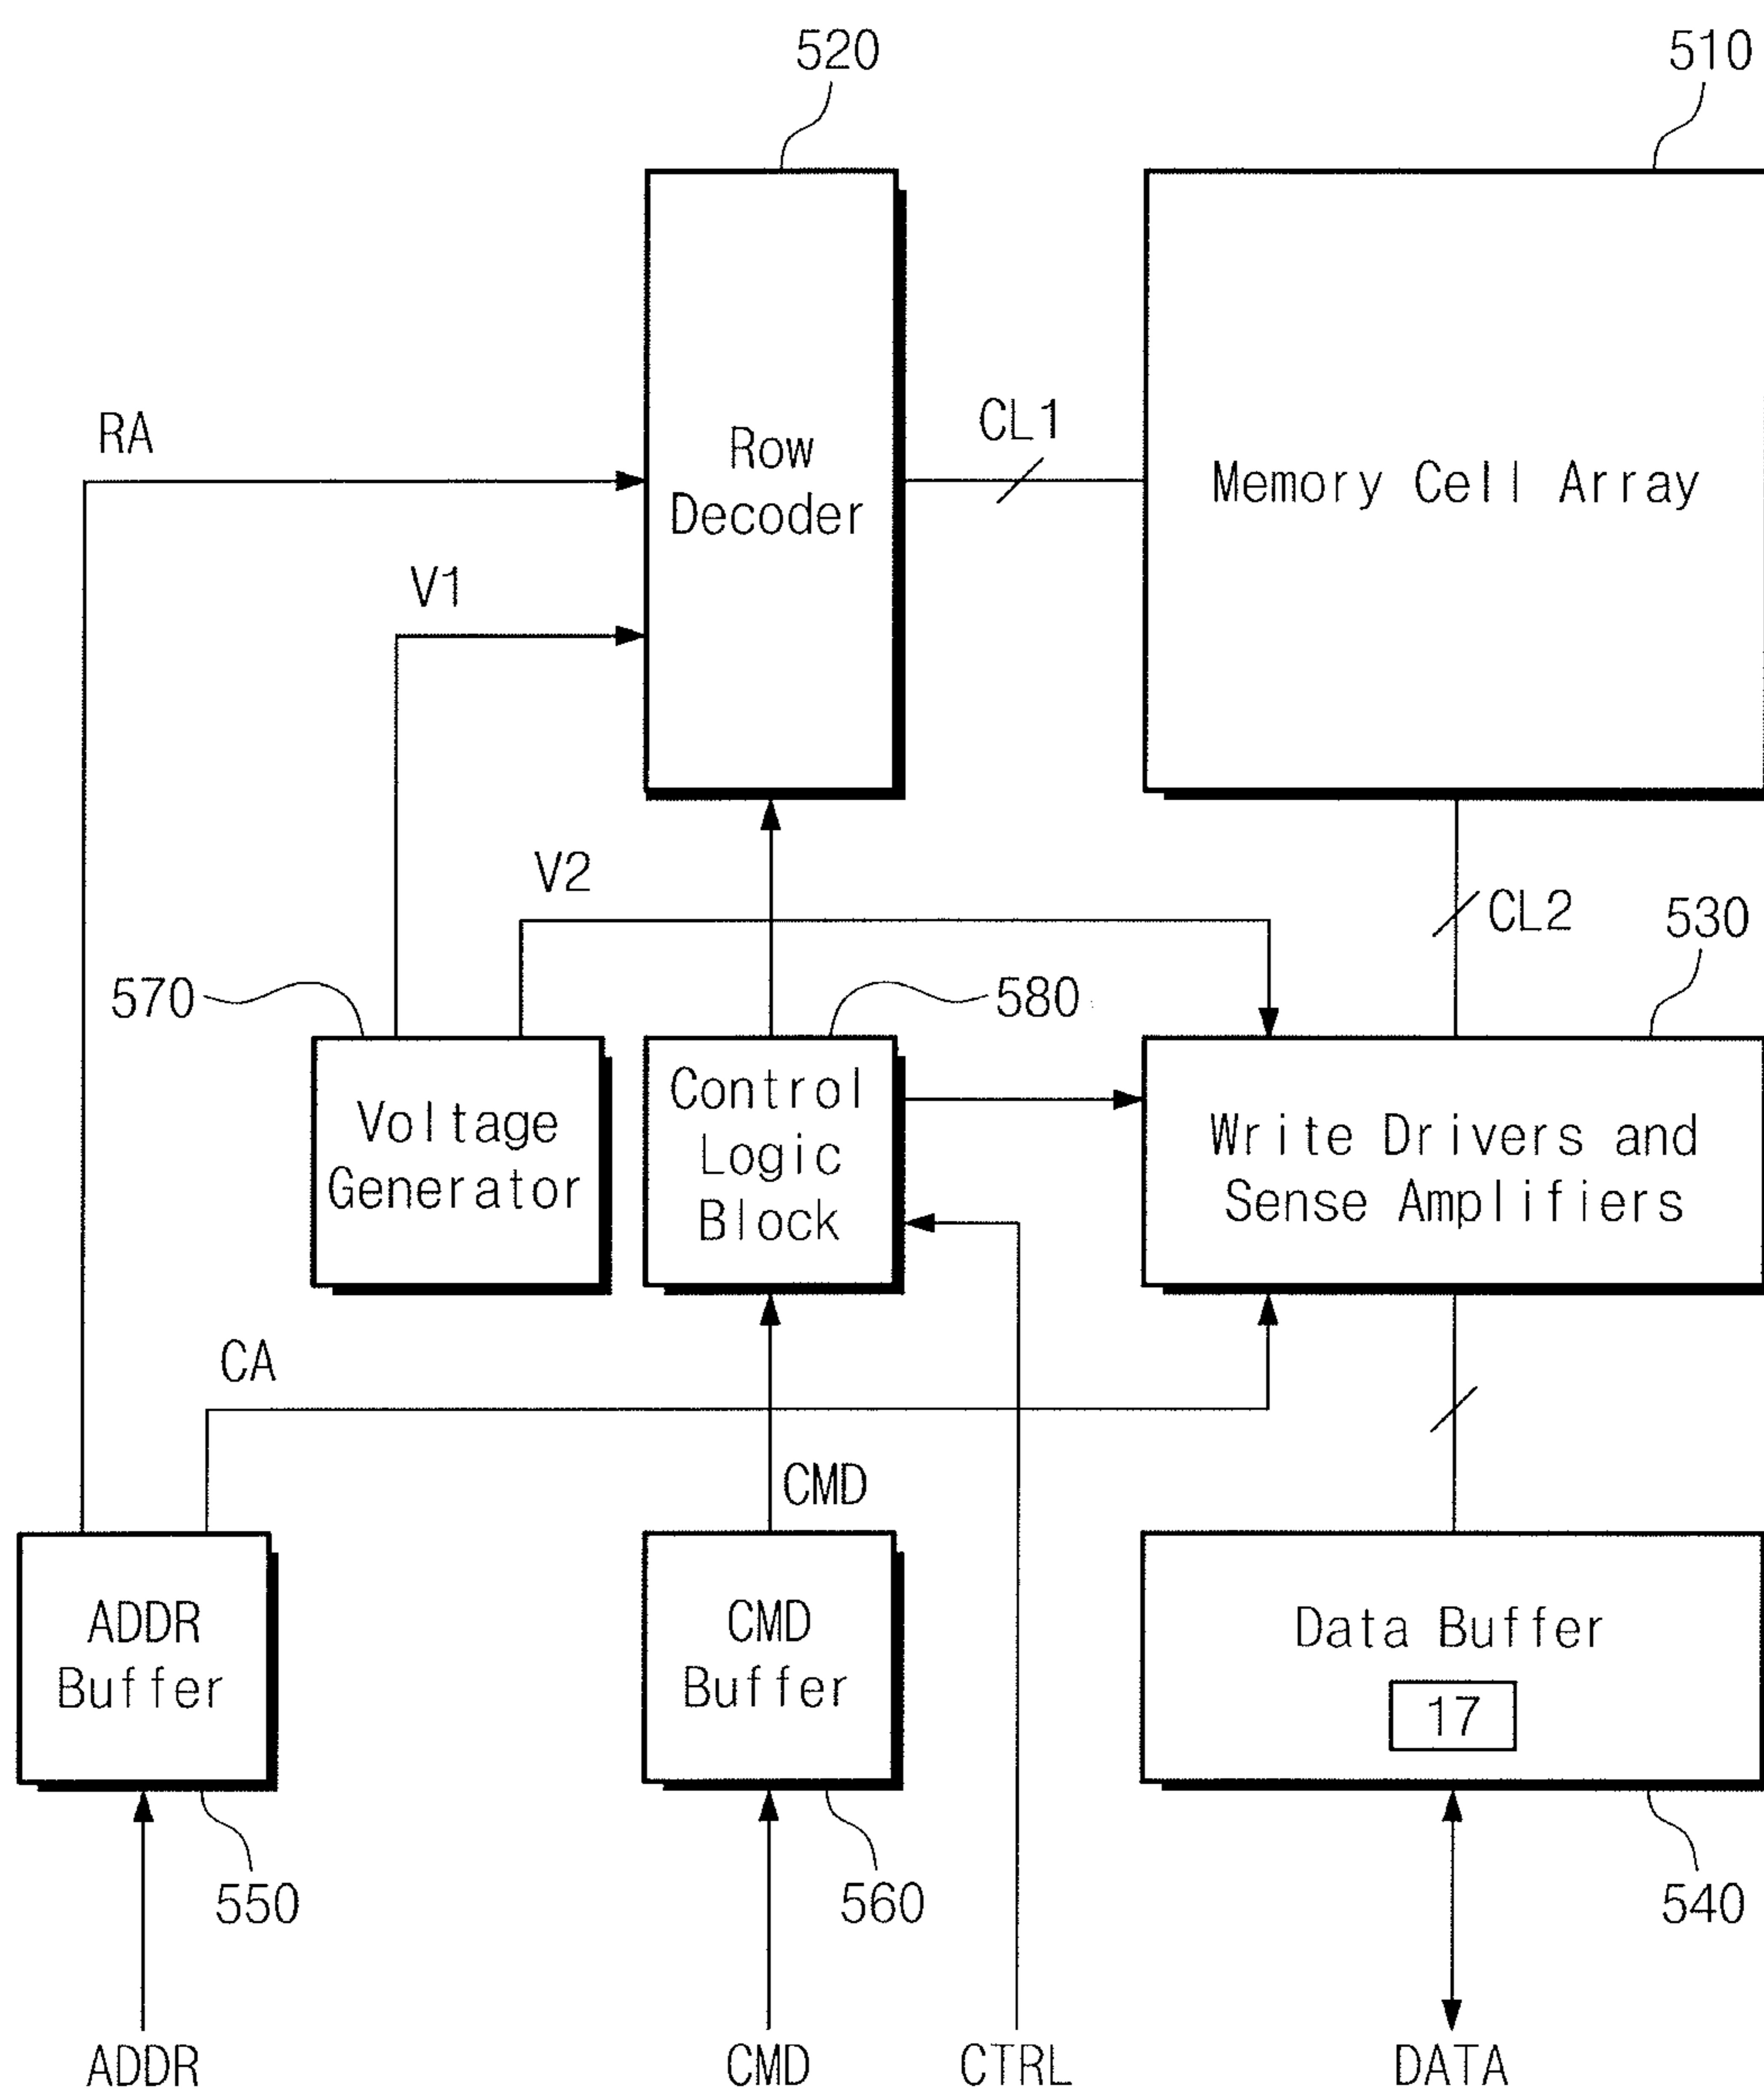 520
510
RA
Row
Decoder
CL1
Memory Cell Array
V1
V2
CL2
530
570
580
Voltage
Generator
Control
Logic
Block
Write Drivers and
Sense Amplifiers
CA
CMD
ADDR
Buffer
CMD
Buffer
Data Buffer
17
550
560
540
ADDR
CMD
CTRL
DATA